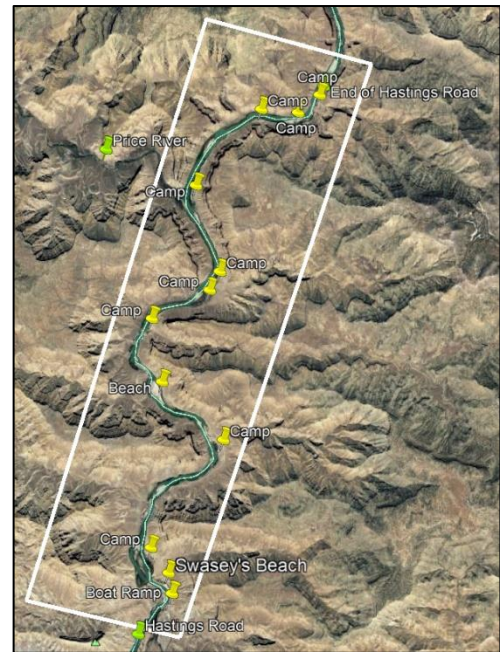 Camp
End of Hastings Road
Camp
Camp
Price River
Camp
Camp
Camp
Camp
Beach
Camp
Camp
Swasey's Beach
Boat Ramp
Hastings Road